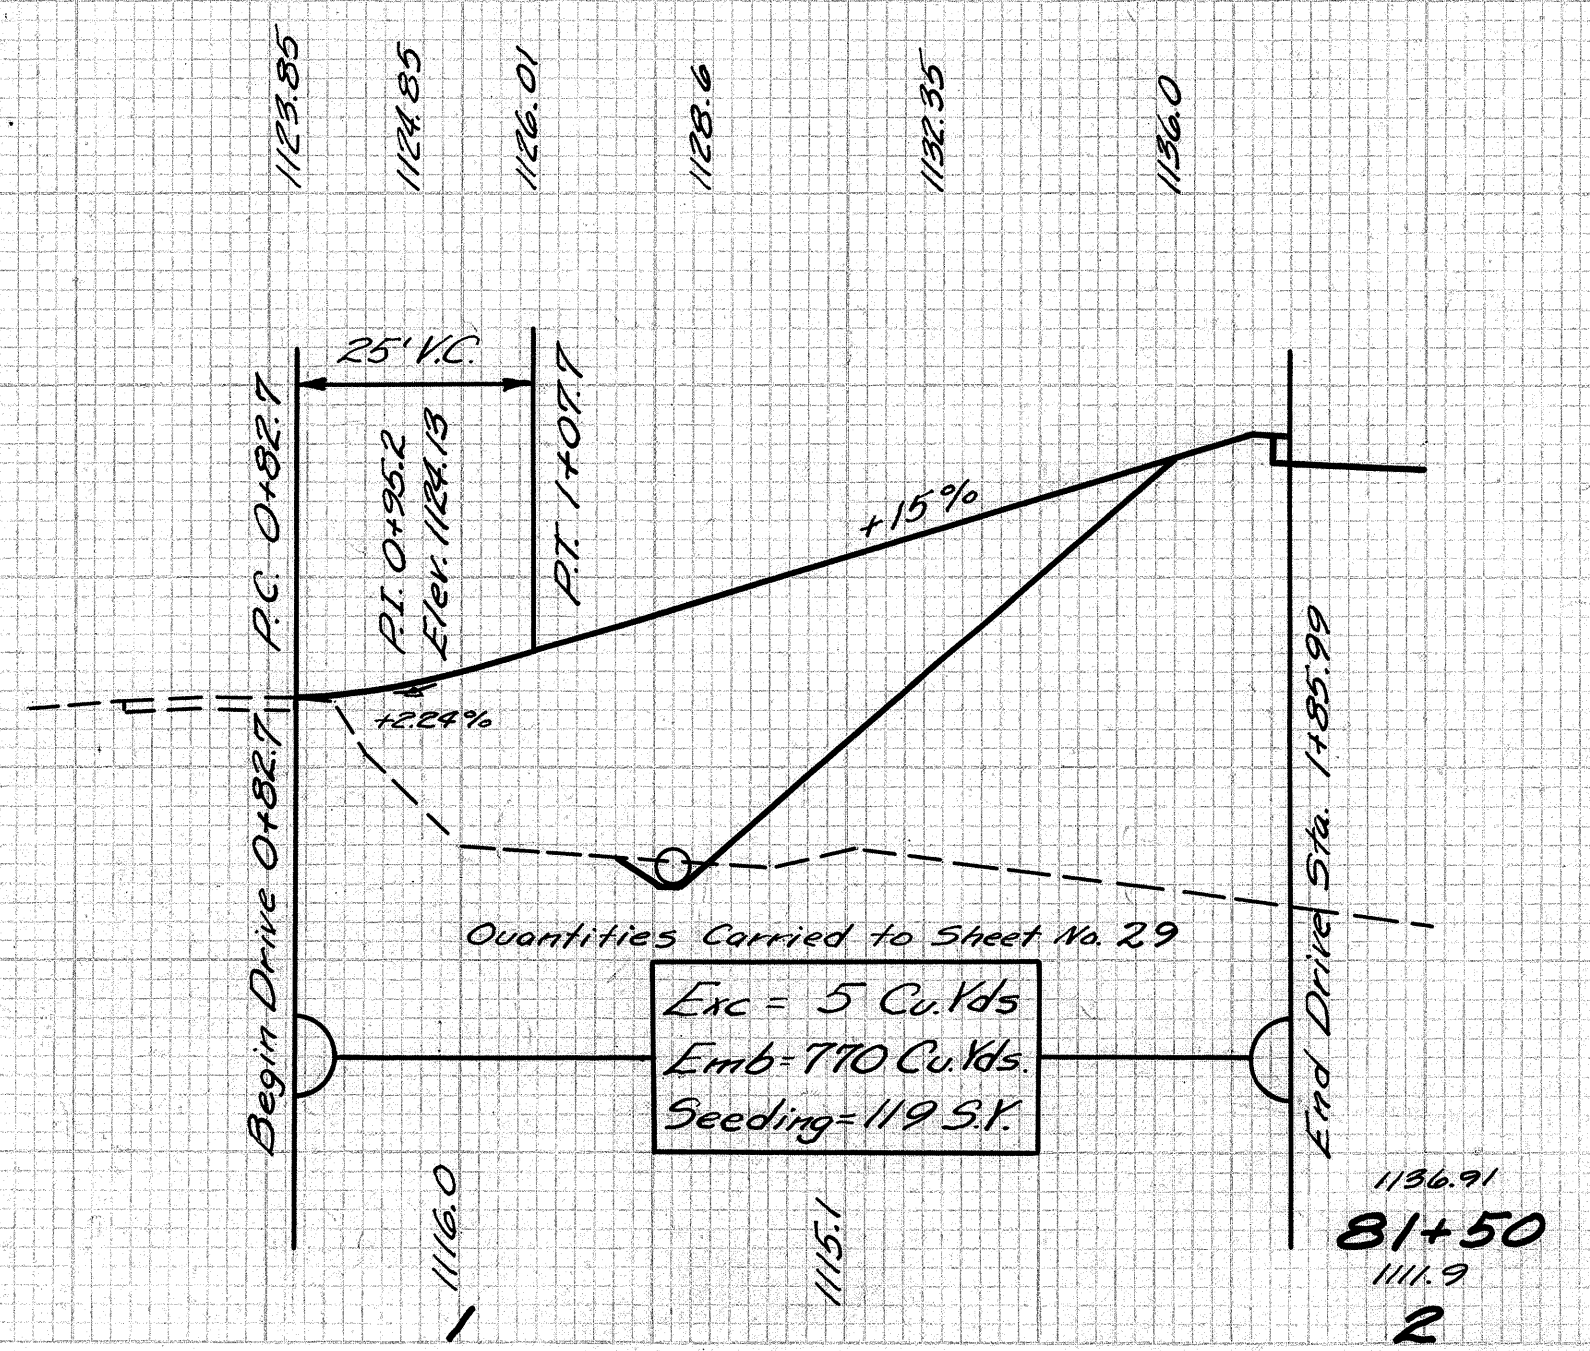 1123.85
1124.85
1126.01
1128.6
1132.35
1136.0
25' V.C.
P.C. 0+82.7
P.I. 0+95.2
Elev. 1124.13
P.T. 1+07.7
+15%
+2.24%
Begin Drive 0+82.7
End Drive Sta. 1+85.99
Quantities Carried to Sheet No. 29
Exc = 5 Cu. Yds
Emb = 770 Cu. Yds.
Seeding = 119 S.Y.
1116.0
1115.1
1136.91
81+50
1111.9
1
2